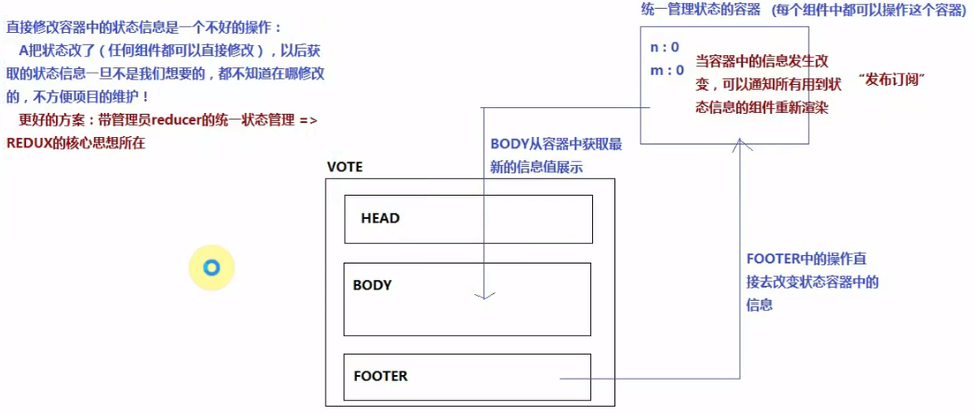 直接修改容器中的状态信息是一个不好的操作：
A把状态改了（任何组件都可以直接修改），以后获
取的状态信息一旦不是我们想要的，都不知道在哪修改
的，不方便项目的维护！
更好的方案：带管理员reducer的统一状态管理 =>
REDUX的核心思想所在
统一管理状态的容器（每个组件中都可以操作这个容器）
n : 0
m : 0
当容器中的信息发生改
变，可以通知所有用到状
态信息的组件重新渲染
“发布订阅”
BODY从容器中获取最
新的信息值展示
VOTE
HEAD
BODY
FOOTER
FOOTER中的操作直
接去改变状态容器中的
信息